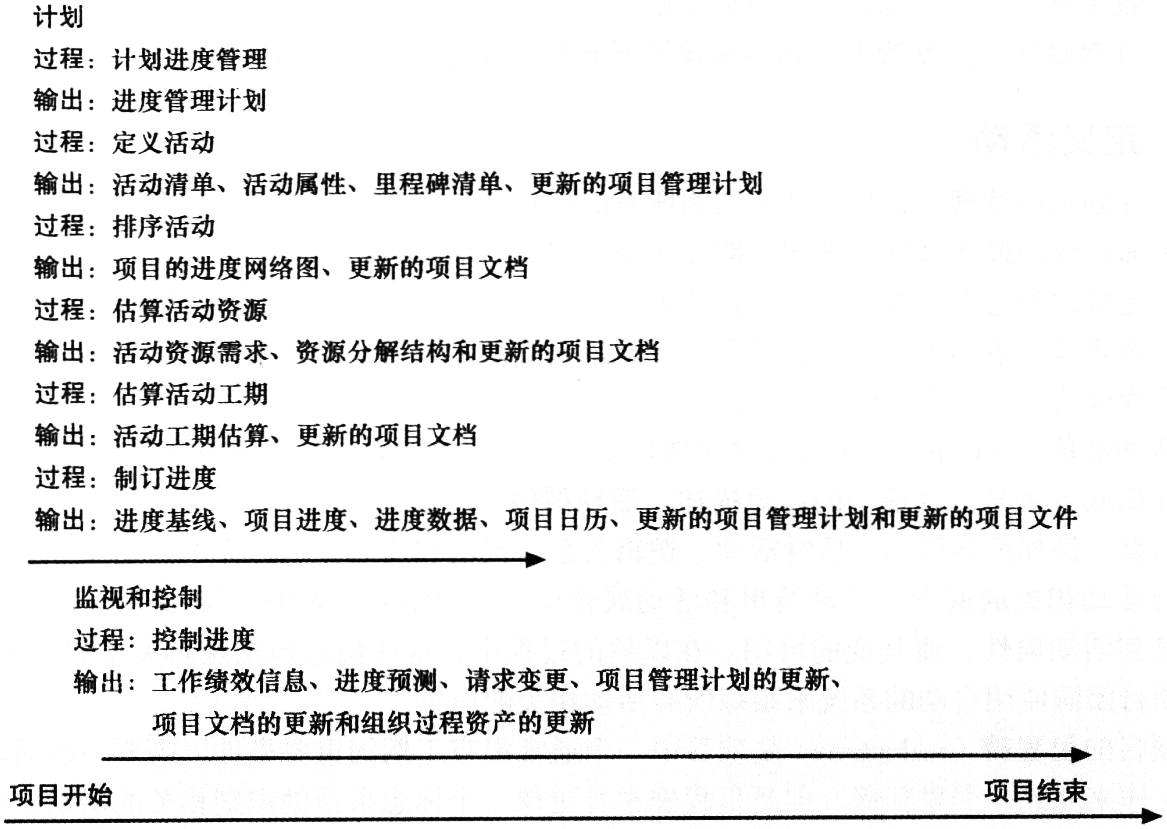 计划
过程：计划进度管理
输出：进度管理计划
过程：定义活动
输出：活动清单、活动属性、里程碑清单、更新的项目管理计划
过程：排序活动
输出：项目的进度网络图、更新的项目文档
过程：估算活动资源
输出：活动资源需求、资源分解结构和更新的项目文档
过程：估算活动工期
输出：活动工期估算、更新的项目文档
过程：制订进度
输出：进度基线、项目进度、进度数据、项目日历、更新的项目管理计划和更新的项目文件
监视和控制
过程：控制进度
输出：工作绩效信息、进度预测、请求变更、项目管理计划的更新、
项目文档的更新和组织过程资产的更新
项目开始
项目结束